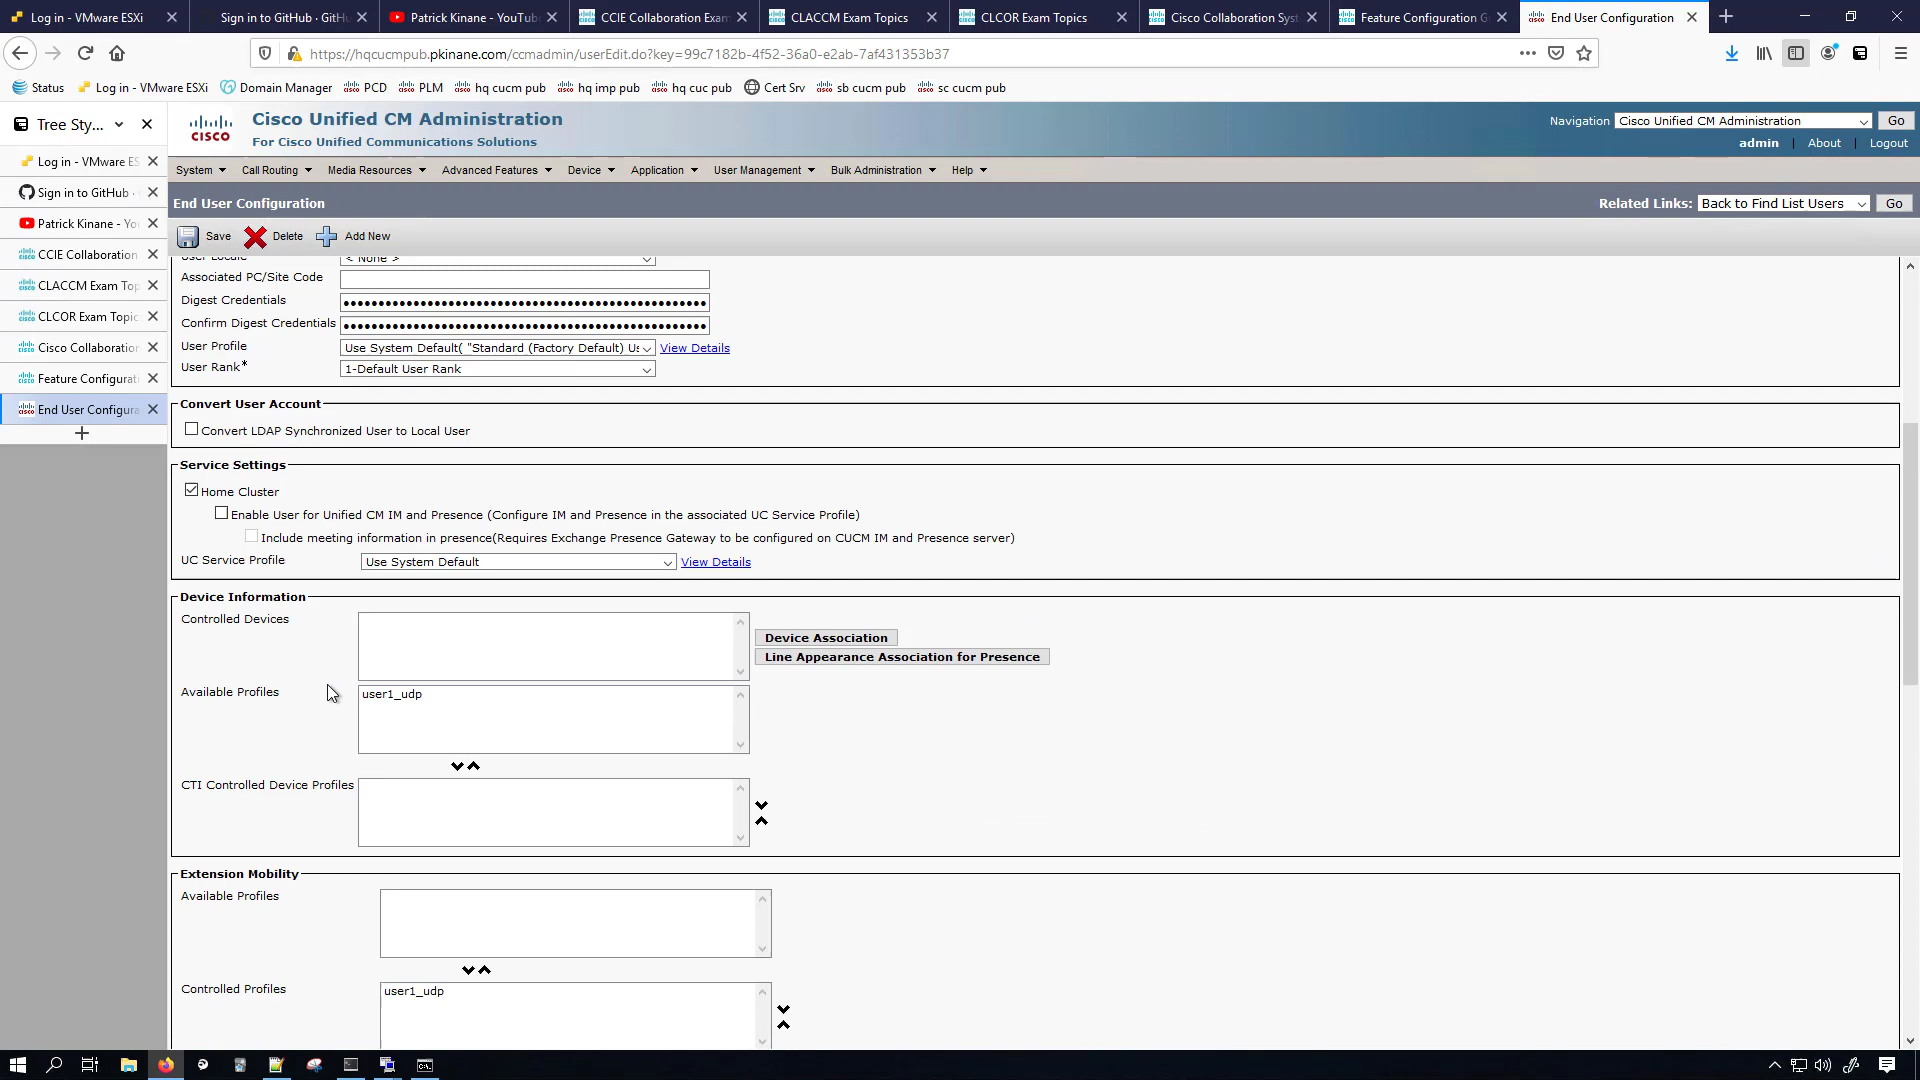 Log in - VMware ESXi
Sign in to GitHub · GitHu
Patrick Kinane - YouTube
CCIE Collaboration Exam
CLACCM Exam Topics
CLCOR Exam Topics
Cisco Collaboration Syst
Feature Configuration G
End User Configuration
https://hqcucmpub.pkinane.com/ccmadmin/userEdit.do?key=99c7182b-4f52-36a0-e2ab-7af431353b37
Status
Log in - VMware ESXi
Domain Manager
PCD
PLM
hq cucm pub
hq imp pub
hq cuc pub
Cert Srv
sb cucm pub
sc cucm pub
Tree Sty...
Log in - VMware ES
Sign in to GitHub ·
Patrick Kinane - Yo
CCIE Collaboration
CLACCM Exam Top
CLCOR Exam Topic
Cisco Collaboration
Feature Configurati
End User Configura
CISCO
Cisco Unified CM Administration
For Cisco Unified Communications Solutions
Navigation Cisco Unified CM Administration Go
admin | About | Logout
System Call Routing Media Resources Advanced Features Device Application User Management Bulk Administration Help
End User Configuration
Related Links: Back to Find List Users Go
Save Delete Add New
User Locale < None >
Associated PC/Site Code
Digest Credentials
Confirm Digest Credentials
User Profile Use System Default( "Standard (Factory Default) Us View Details
User Rank* 1-Default User Rank
Convert User Account
Convert LDAP Synchronized User to Local User
Service Settings
Home Cluster
Enable User for Unified CM IM and Presence (Configure IM and Presence in the associated UC Service Profile)
Include meeting information in presence(Requires Exchange Presence Gateway to be configured on CUCM IM and Presence server)
UC Service Profile Use System Default View Details
Device Information
Controlled Devices
Device Association
Line Appearance Association for Presence
Available Profiles user1_udp
CTI Controlled Device Profiles
Extension Mobility
Available Profiles
Controlled Profiles user1_udp